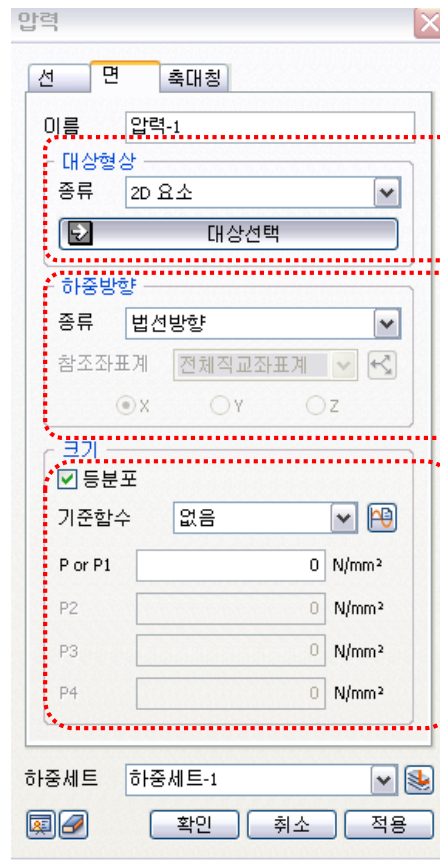 압력
선 면 축대칭
이름 압력-1
대상형상
종류 2D 요소
대상선택
하중방향
종류 법선방향
참조좌표계 전체직교좌표계
X Y Z
크기
등분포
기준함수 없음
P or P1 0 N/mm²
P2 0 N/mm²
P3 0 N/mm²
P4 0 N/mm²
하중세트 하중세트-1
확인 취소 적용